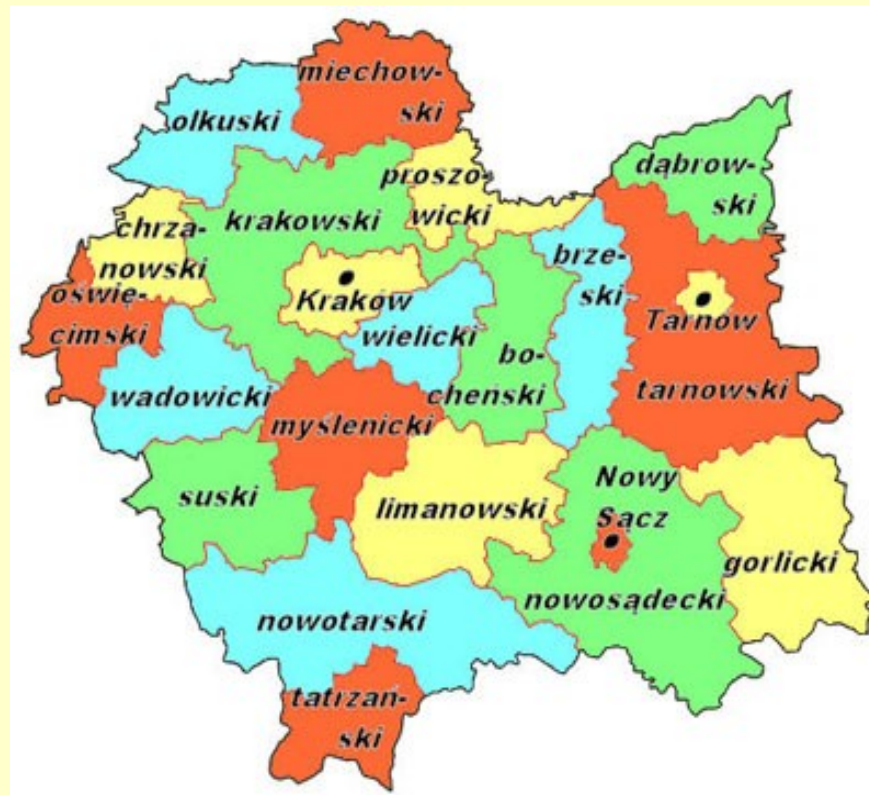 miechow-
ski
olkuski
dąbrow-
ski
proszo-
wicki
krakowski
chrza-
nowski
brze-
ski
oświę-
cimski
Kraków
wielicki
Tarnów
bo-
cheński
tarnowski
wadowicki
myślenicki
suski
limanowski
Nowy
Sącz
gorlicki
nowosądecki
nowotarski
tatrzań-
ski